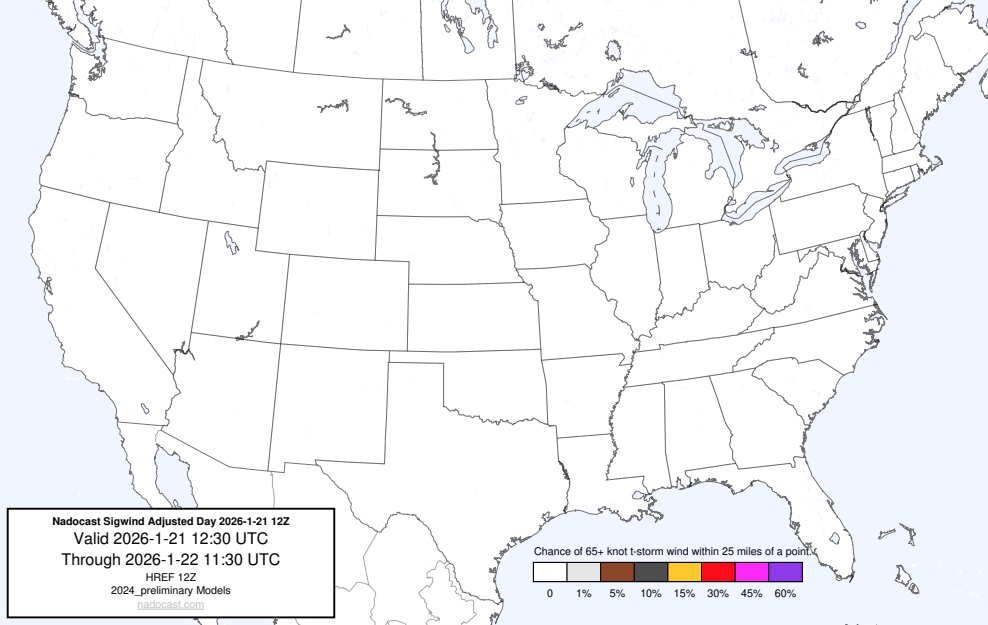 Nadocast Sigwind Adjusted Day 2026-1-21 12Z
Valid 2026-1-21 12:30 UTC
Through 2026-1-22 11:30 UTC
HREF 12Z
2024_preliminary Models
nadocast.com
Chance of 65+ knot t-storm wind within 25 miles of a point.
0 1% 5% 10% 15% 30% 45% 60%